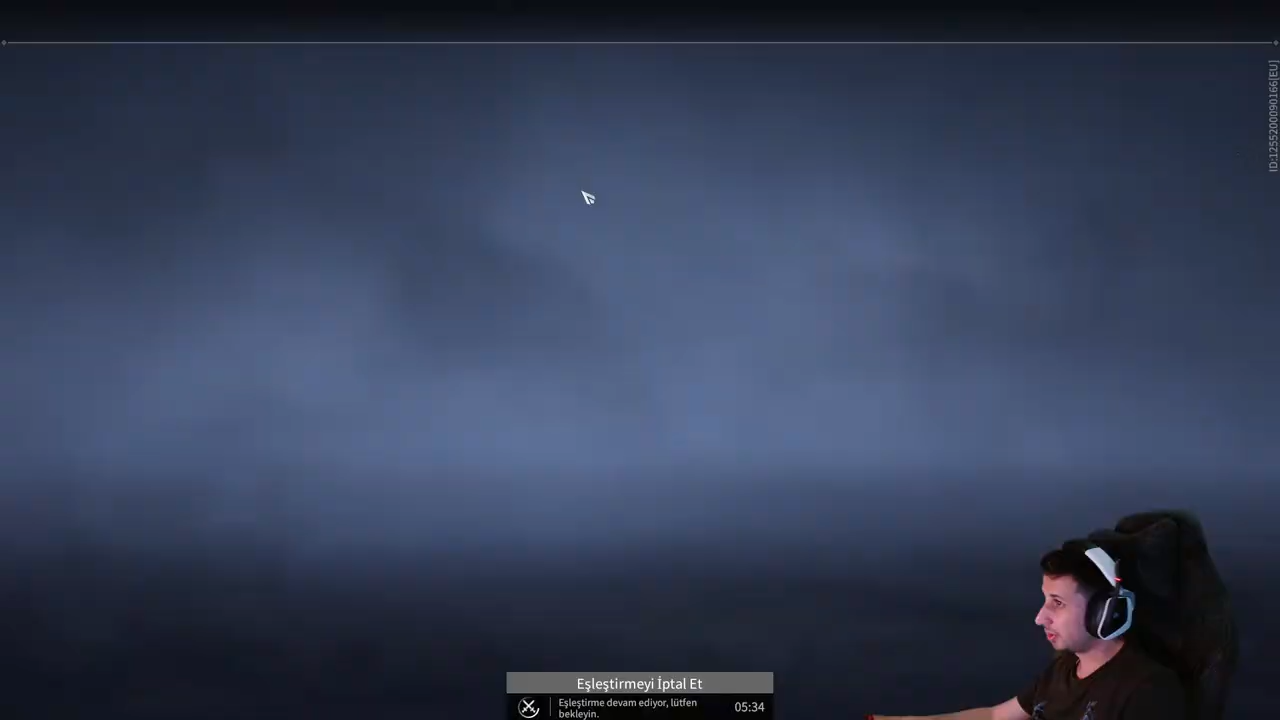 ID:1255200090166[EU]
Eşleştirmeyi İptal Et
Eşleştirme devam ediyor, lütfen
bekleyin.
05:34